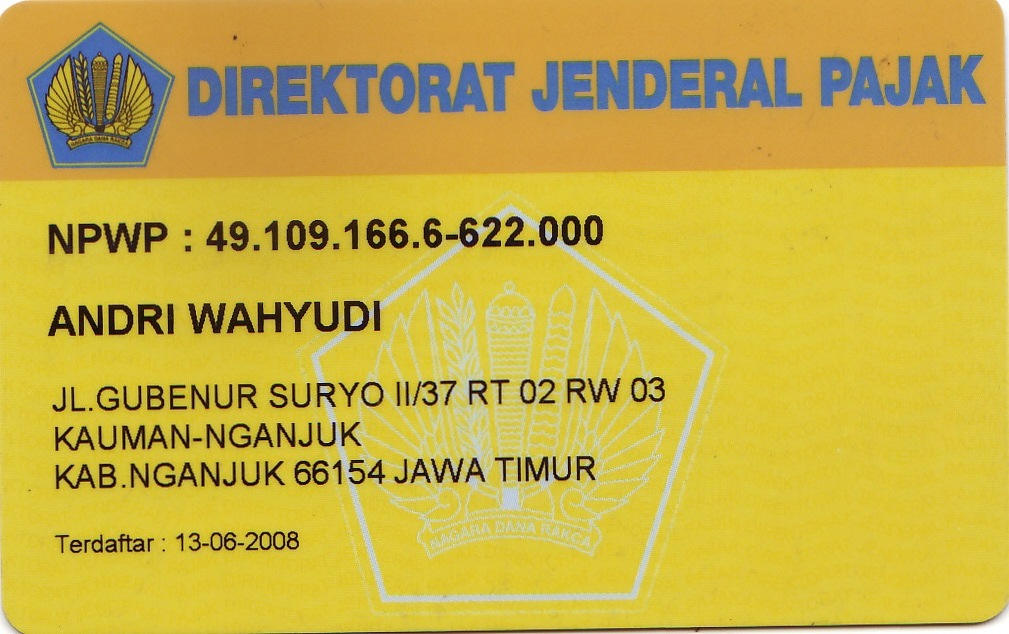 DIREKTORAT JENDERAL PAJAK
NAGARA DANA RAKCA
NPWP : 49.109.166.6-622.000
ANDRI WAHYUDI
JL.GUBENUR SURYO II/37 RT 02 RW 03
KAUMAN-NGANJUK
KAB.NGANJUK 66154 JAWA TIMUR
NAGARA DANA RAKCA
Terdaftar : 13-06-2008